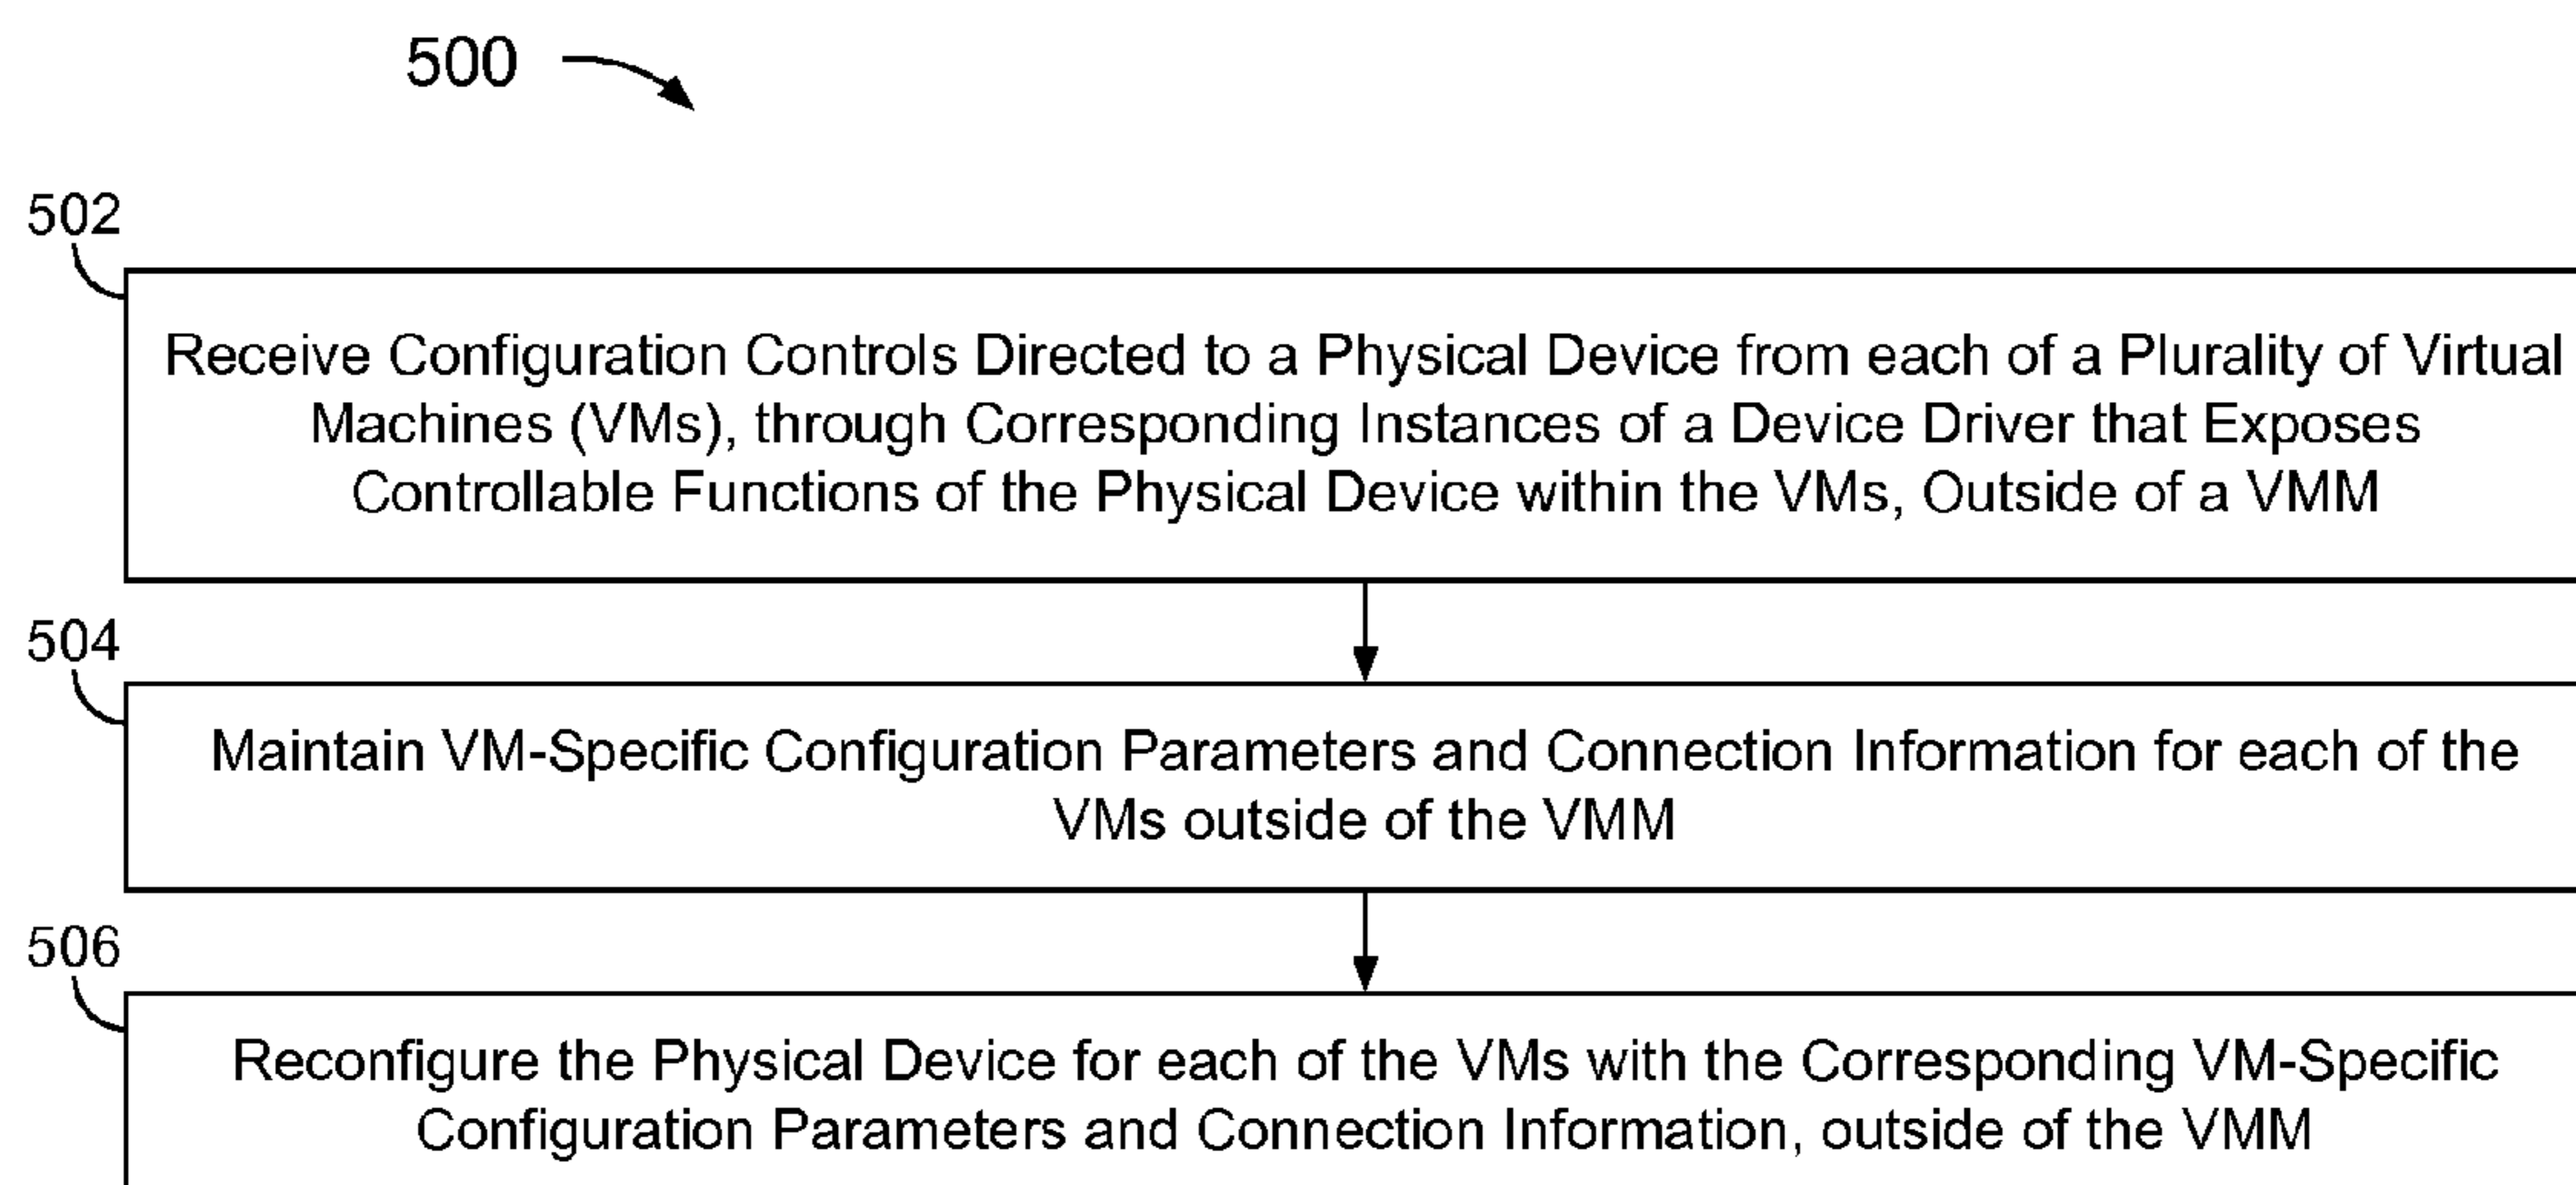 500
502
Receive Configuration Controls Directed to a Physical Device from each of a Plurality of Virtual
Machines (VMs), through Corresponding Instances of a Device Driver that Exposes
Controllable Functions of the Physical Device within the VMs, Outside of a VMM
504
Maintain VM-Specific Configuration Parameters and Connection Information for each of the
VMs outside of the VMM
506
Reconfigure the Physical Device for each of the VMs with the Corresponding VM-Specific
Configuration Parameters and Connection Information, outside of the VMM